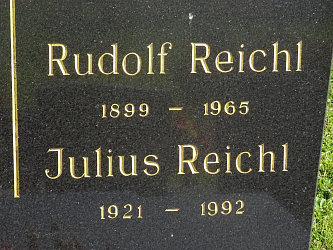 Rudolf Reichl
1899 – 1965
Julius Reichl
1921 – 1992